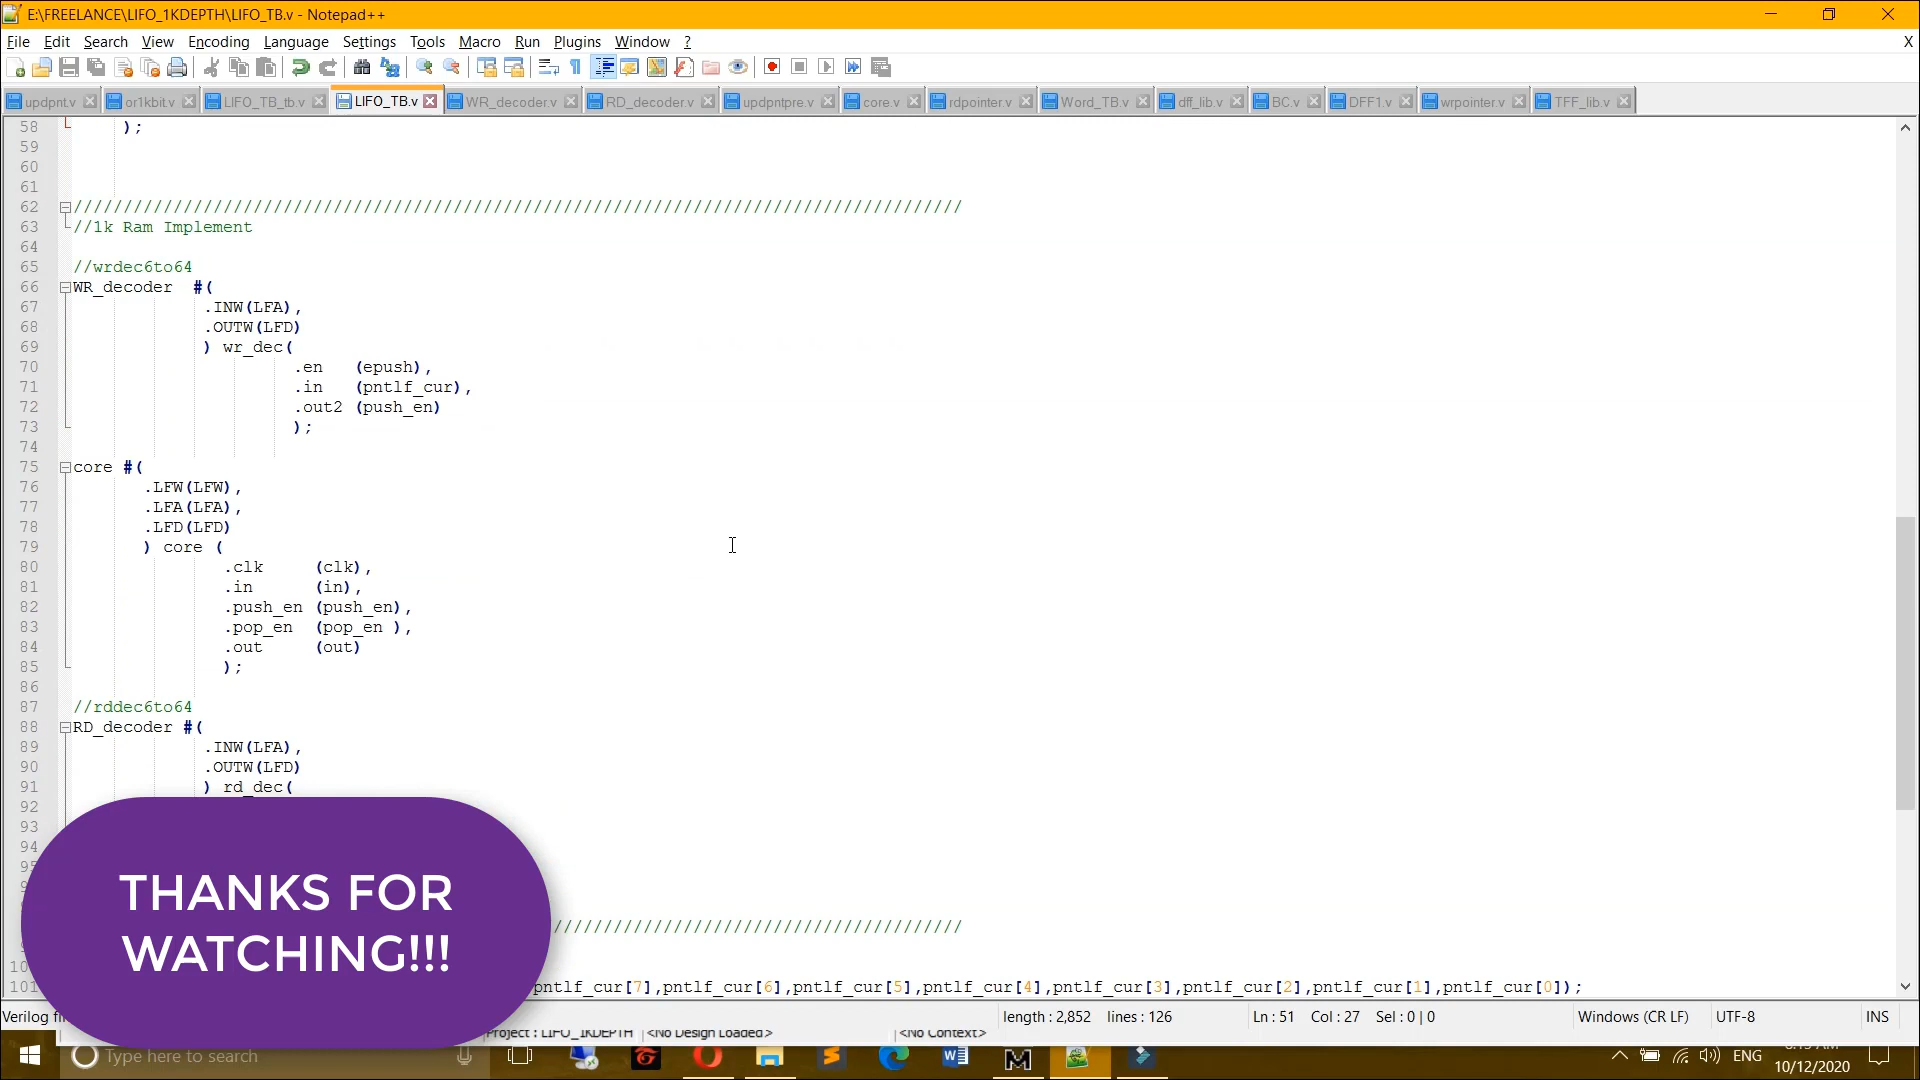 E:\FREELANCE\LIFO_1KDEPTH\LIFO_TB.v - Notepad++
File Edit Search View Encoding Language Settings Tools Macro Run Plugins Window ? X
updpnt.v or1kbit.v LIFO_TB_tb.v LIFO_TB.v WR_decoder.v RD_decoder.v updpntpre.v core.v rdpointer.v Word_TB.v dff_lib.v BC.v DFF1.v wrpointer.v TFF_lib.v
58 );
59
60
61
62 /////////////////////////////////////////////////////////////////////////////////////////
63 //1k Ram Implement
64
65 //wrdec6to64
66 WR_decoder #(
67 .INW(LFA),
68 .OUTW(LFD)
69 ) wr_dec(
70 .en (epush),
71 .in (pntlf_cur),
72 .out2 (push_en)
73 );
74
75 core #(
76 .LFW(LFW),
77 .LFA(LFA),
78 .LFD(LFD)
79 ) core (
80 .clk (clk),
81 .in (in),
82 .push_en (push_en),
83 .pop_en (pop_en ),
84 .out (out)
85 );
86
87 //rddec6to64
88 RD_decoder #(
89 .INW(LFA),
90 .OUTW(LFD)
91 ) rd_dec(
92
93
94
/////////////////////////////////////////
101 pntlf_cur[7],pntlf_cur[6],pntlf_cur[5],pntlf_cur[4],pntlf_cur[3],pntlf_cur[2],pntlf_cur[1],pntlf_cur[0]);
THANKS FOR
WATCHING!!!
Verilog length : 2,852 lines : 126 Ln : 51 Col : 27 Sel : 0 | 0 Windows (CR LF) UTF-8 INS
Project : LIFO_1KDEPTH <No Design Loaded> <No Context>
Type here to search
ENG
10/12/2020